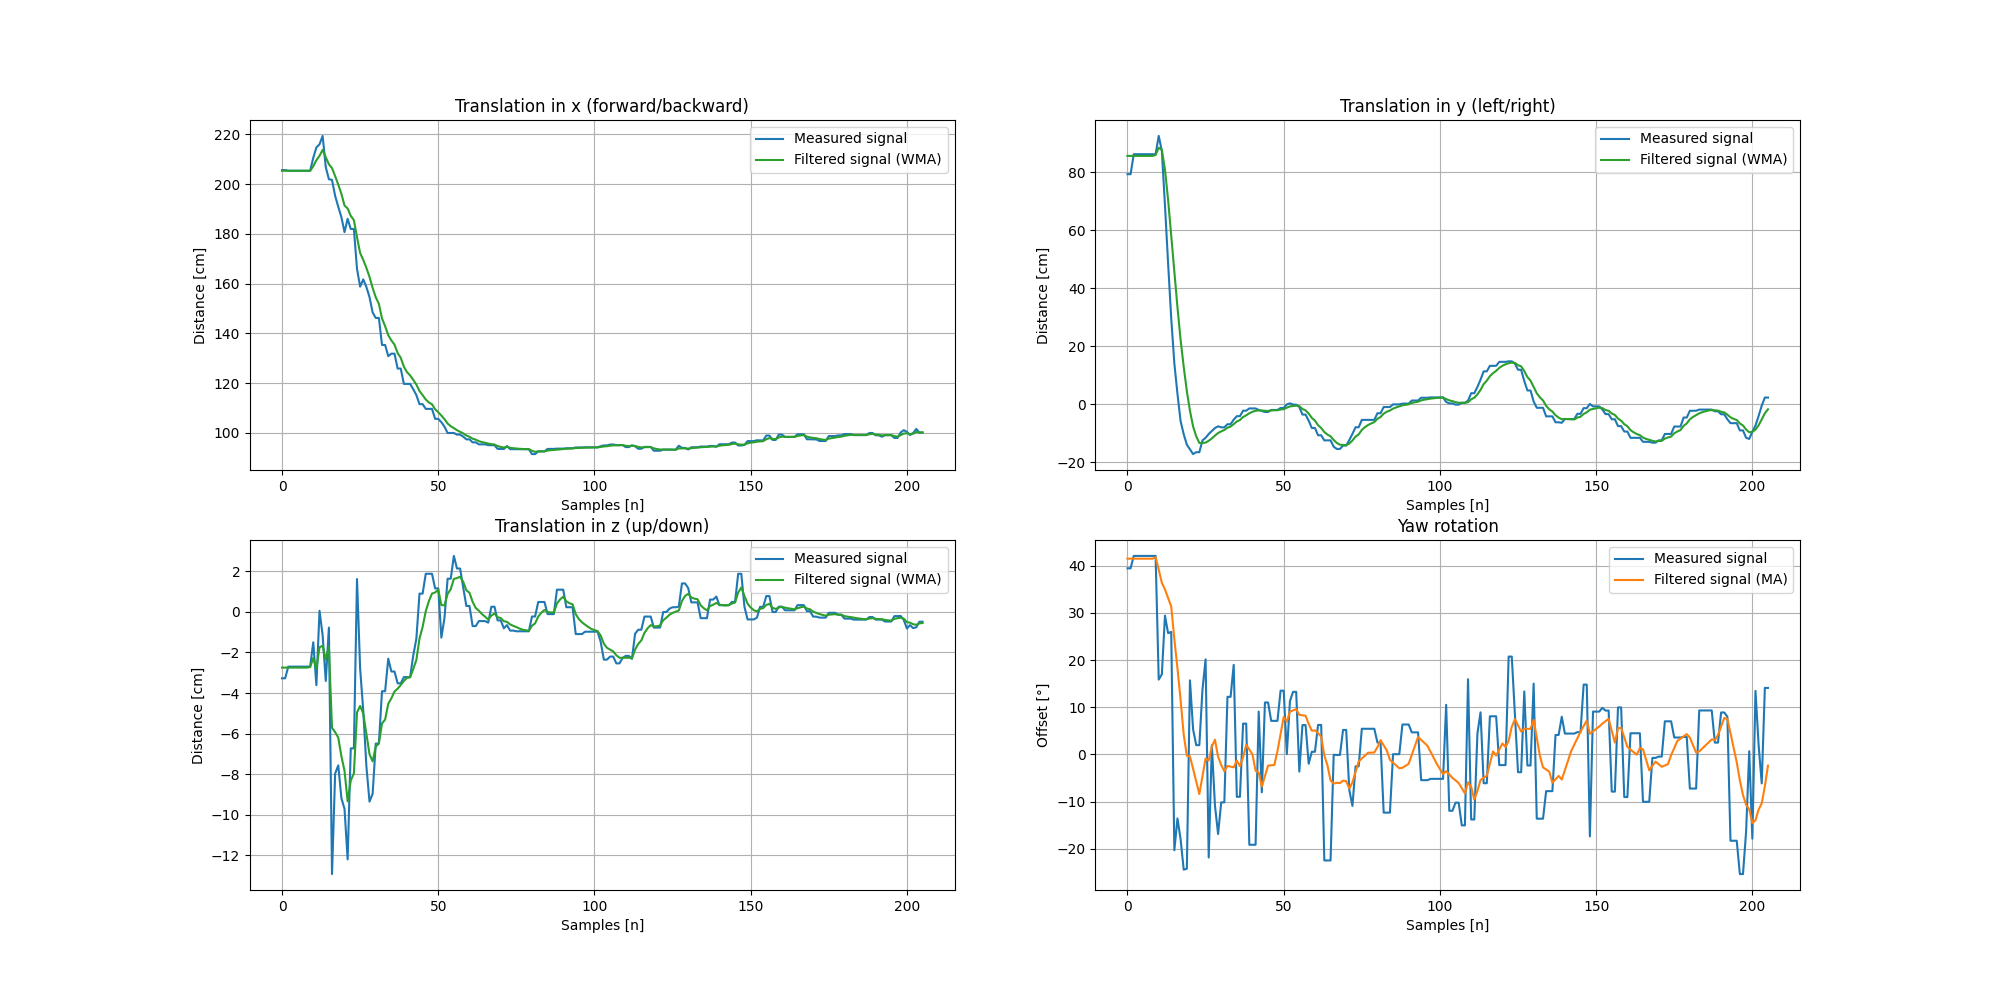 Translation in x (forward/backward)
Measured signal
Filtered signal (WMA)
Distance [cm]
220
200
180
160
140
120
100
0
50
100
150
200
Samples [n]
Translation in y (left/right)
Measured signal
Filtered signal (WMA)
Distance [cm]
80
60
40
20
0
−20
0
50
100
150
200
Samples [n]
Translation in z (up/down)
Measured signal
Filtered signal (WMA)
Distance [cm]
2
0
−2
−4
−6
−8
−10
−12
0
50
100
150
200
Samples [n]
Yaw rotation
Measured signal
Filtered signal (MA)
Offset [°]
40
30
20
10
0
−10
−20
0
50
100
150
200
Samples [n]